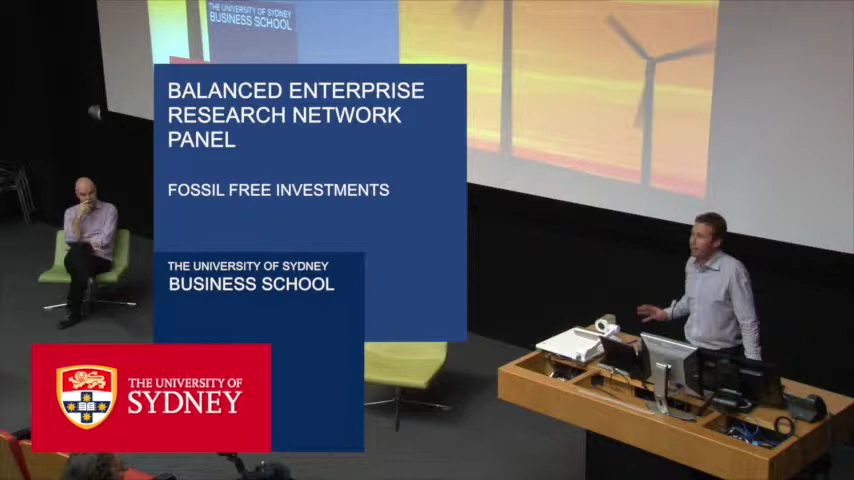 THE UNIVERSITY OF SYDNEY
BUSINESS SCHOOL
BALANCED ENTERPRISE
RESEARCH NETWORK
PANEL
FOSSIL FREE INVESTMENTS
THE UNIVERSITY OF SYDNEY
BUSINESS SCHOOL
THE UNIVERSITY OF
SYDNEY